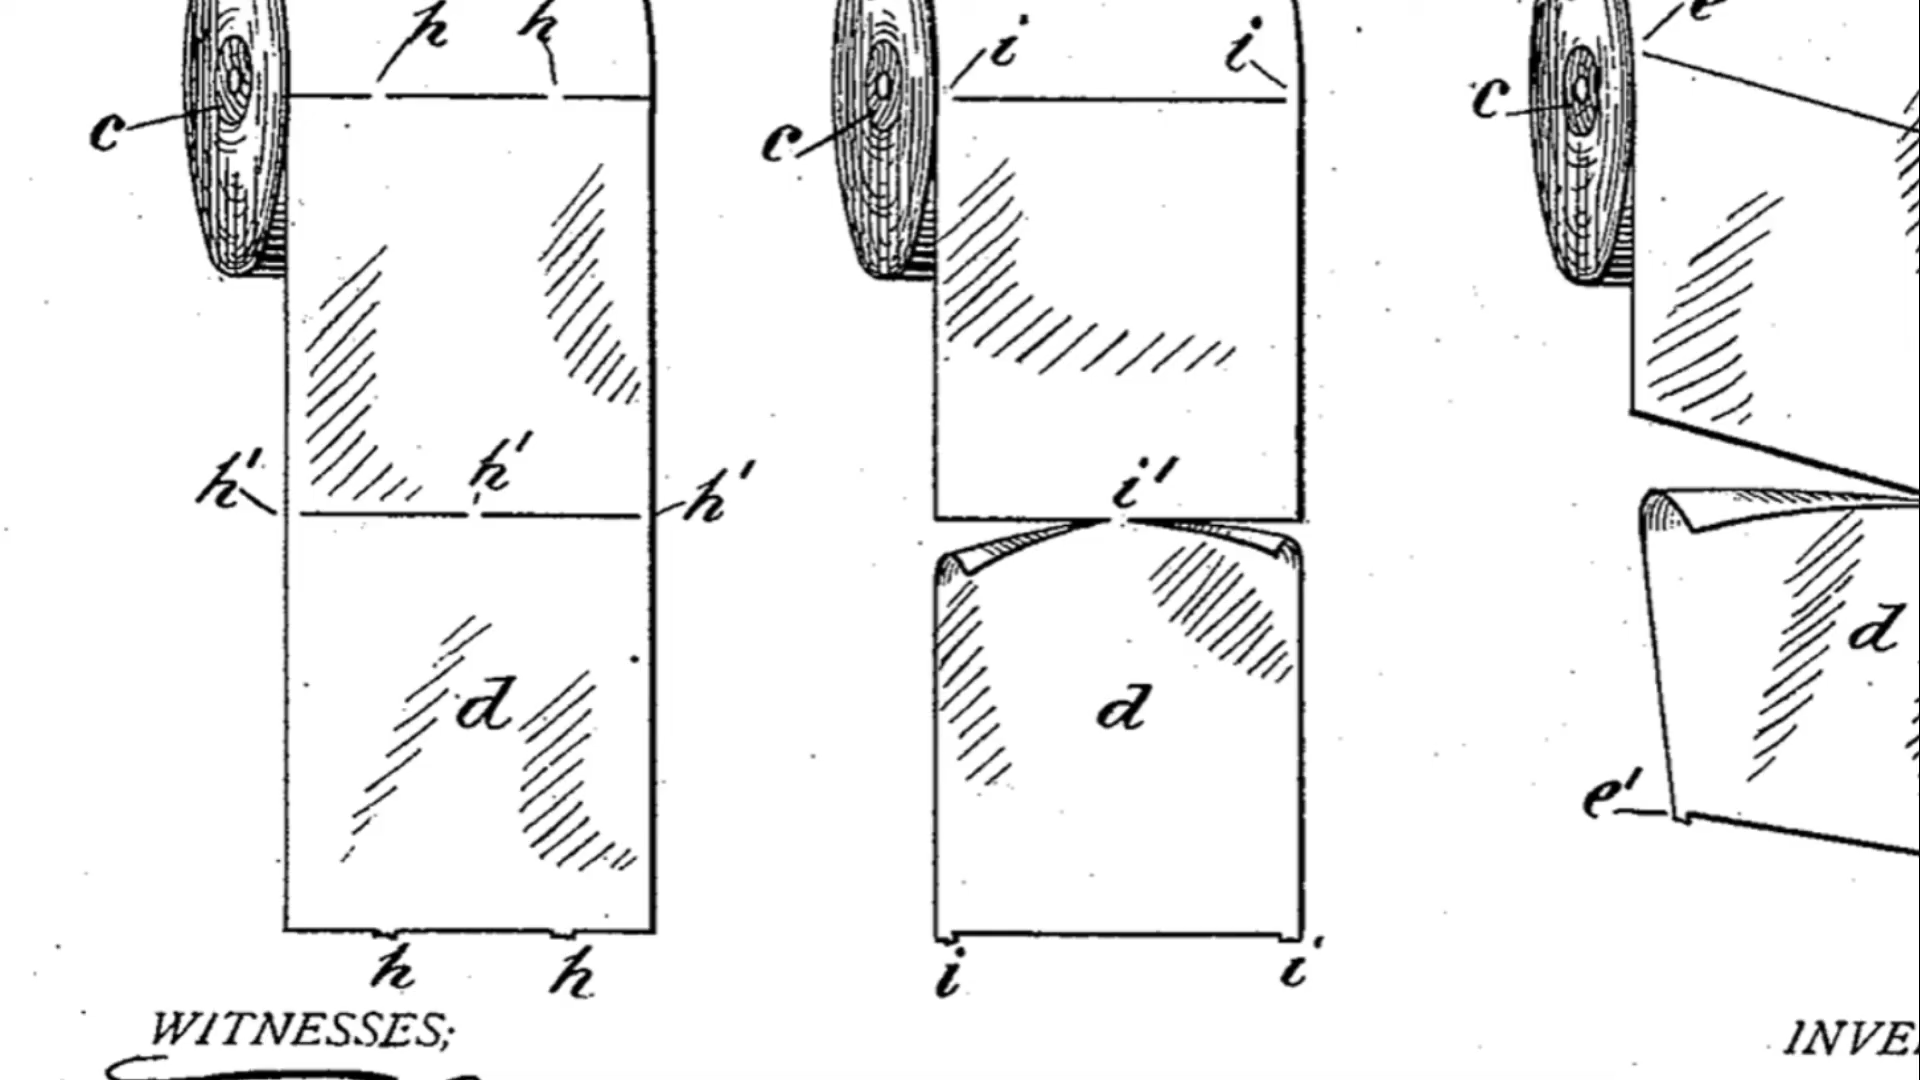 h h i i e
c c c
h' h' h' i'
d d d
e'
h h i i
WITNESSES; INVE